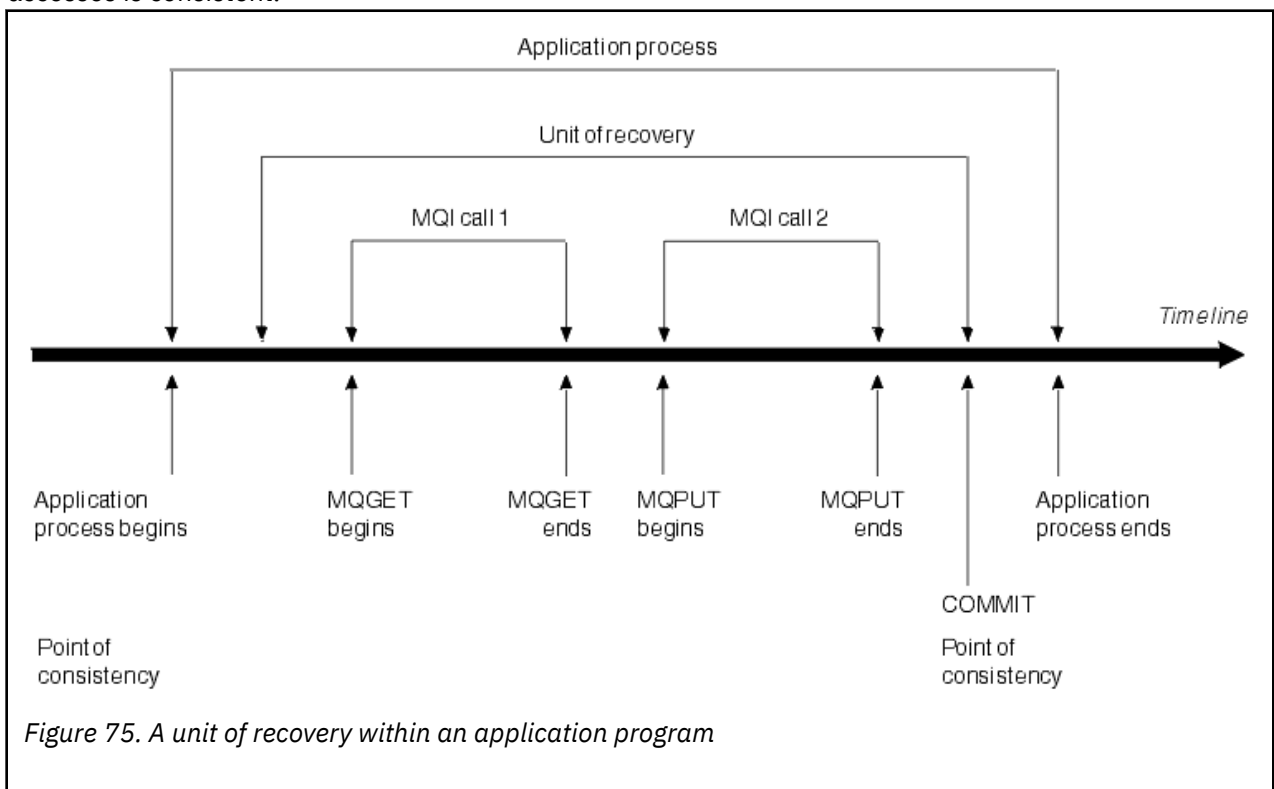 Application process
Unit of recovery
MQI call 1
MQI call 2
Timeline
Application
process begins
MQGET
begins
MQGET
ends
MQPUT
begins
MQPUT
ends
Application
process ends
COMMIT
Point of
consistency
Point of
consistency
Figure 75. A unit of recovery within an application program